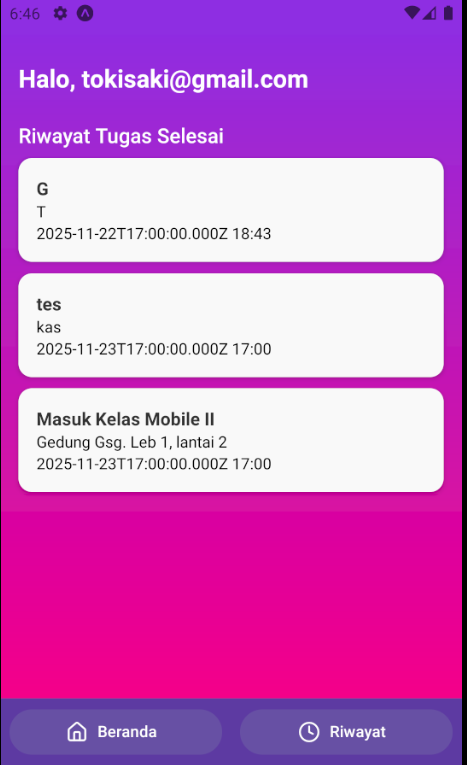 6:46
Halo, tokisaki@gmail.com
Riwayat Tugas Selesai
G
T
2025-11-22T17:00:00.000Z 18:43
tes
kas
2025-11-23T17:00:00.000Z 17:00
Masuk Kelas Mobile II
Gedung Gsg. Leb 1, lantai 2
2025-11-23T17:00:00.000Z 17:00
Beranda
Riwayat